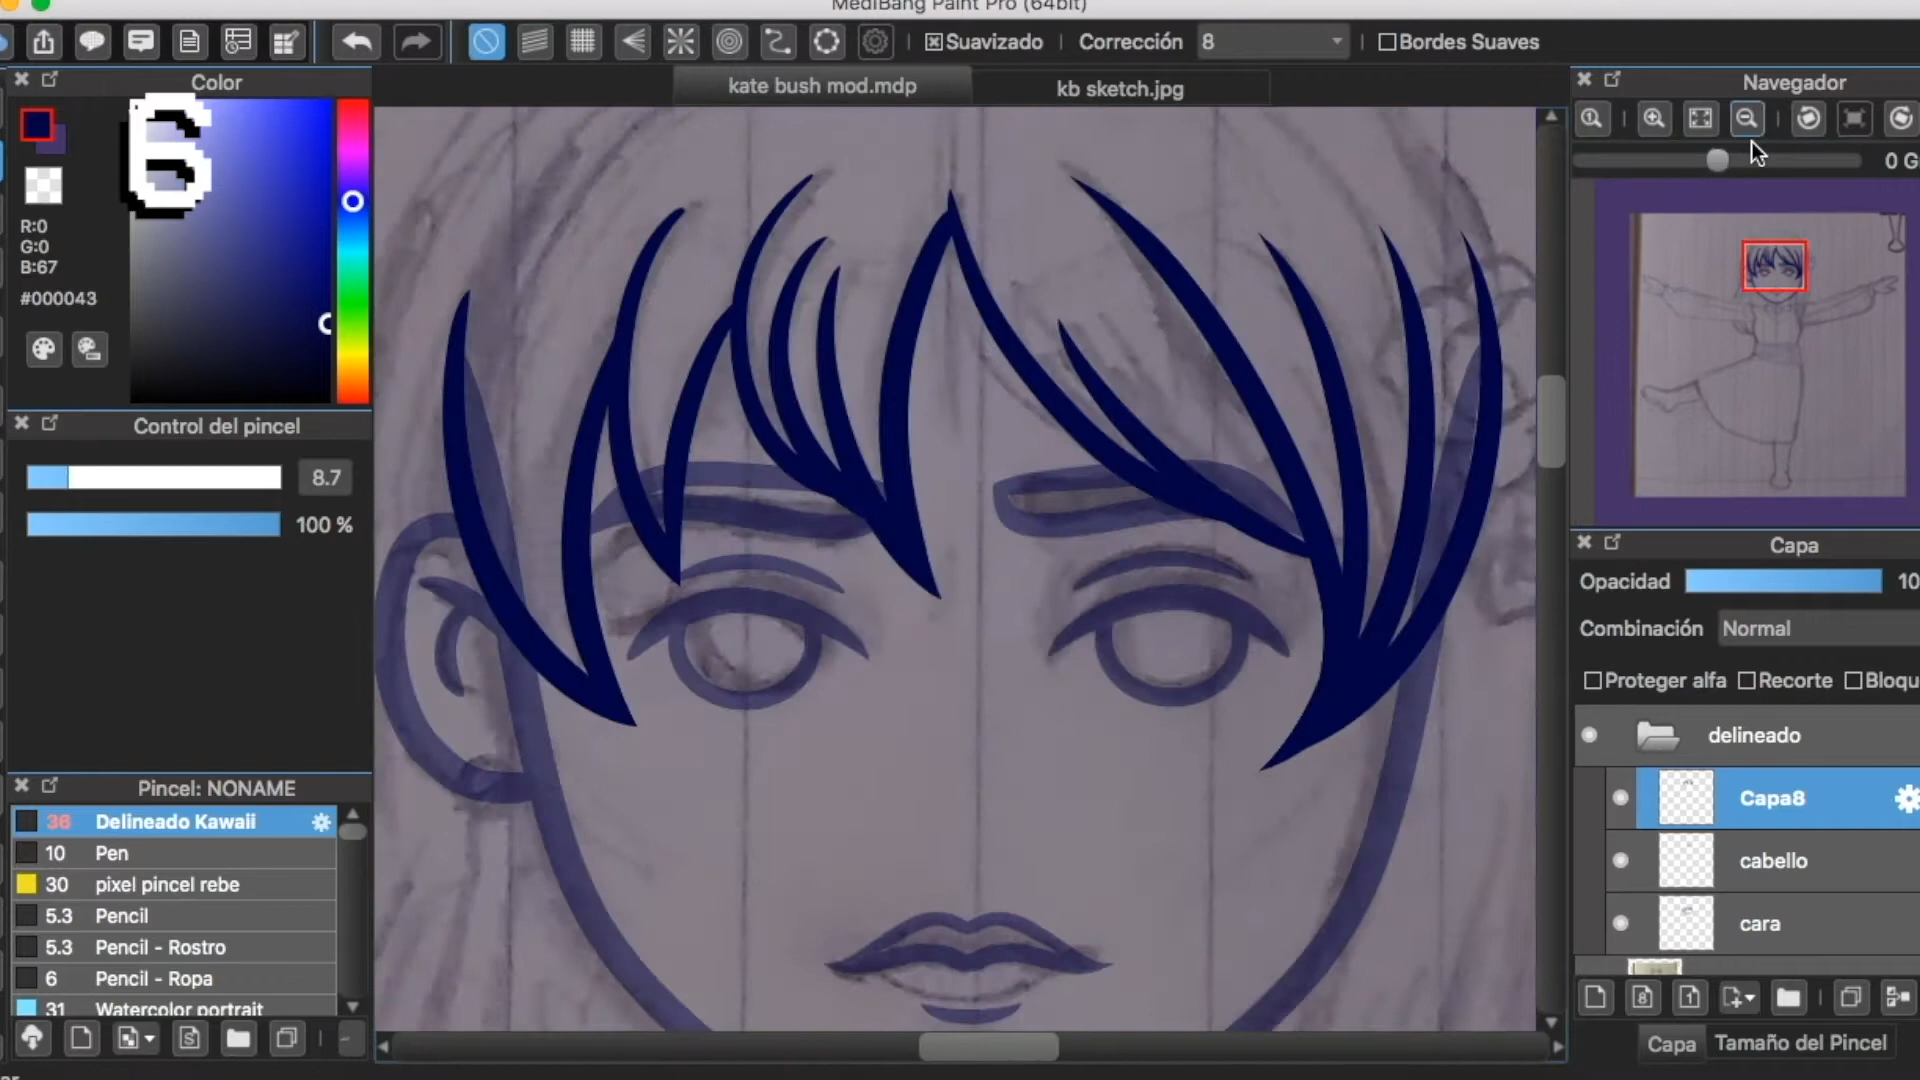 MediBang Paint Pro (64bit)
Suavizado
Corrección
8
Bordes Suaves
Color
kate bush mod.mdp
kb sketch.jpg
Navegador
6
0 G
R:0
G:0
B:67
#000043
Control del pincel
8.7
100 %
Capa
Opacidad
10
Combinación
Normal
Proteger alfa
Recorte
Bloqu
delineado
Capa8
cabello
cara
Pincel: NONAME
36 Delineado Kawaii
10 Pen
30 pixel pincel rebe
5.3 Pencil
5.3 Pencil - Rostro
6 Pencil - Ropa
31 Watercolor portrait
Capa
Tamaño del Pincel